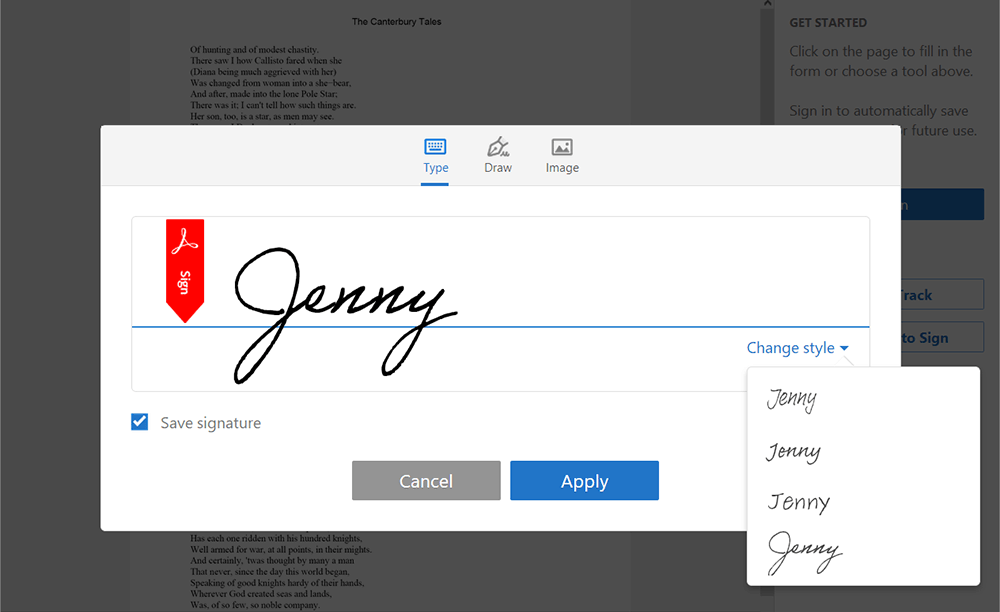 The Canterbury Tales
Of hunting and of modest chastity.
There saw I how Callisto fared when she
(Diana being much aggrieved with her)
Was changed from woman into a she-bear,
And after, made into the lone Pole Star;
There was it; I can't tell how such things are.
Her son, too, is a star, as men may see.
GET STARTED
Click on the page to fill in the
form or choose a tool above.
Sign in to automatically save
for future use.
Type
Draw
Image
Sign
Jenny
Change style
Jenny
Jenny
Jenny
Jenny
Save signature
Cancel
Apply
Track
to Sign
Has each one ridden with his hundred knights,
Well armed for war, at all points, in their mights.
And certainly, 'twas thought by many a man
That never, since the day this world began,
Speaking of good knights hardy of their hands,
Wherever God created seas and lands,
Was, of so few, so noble company.